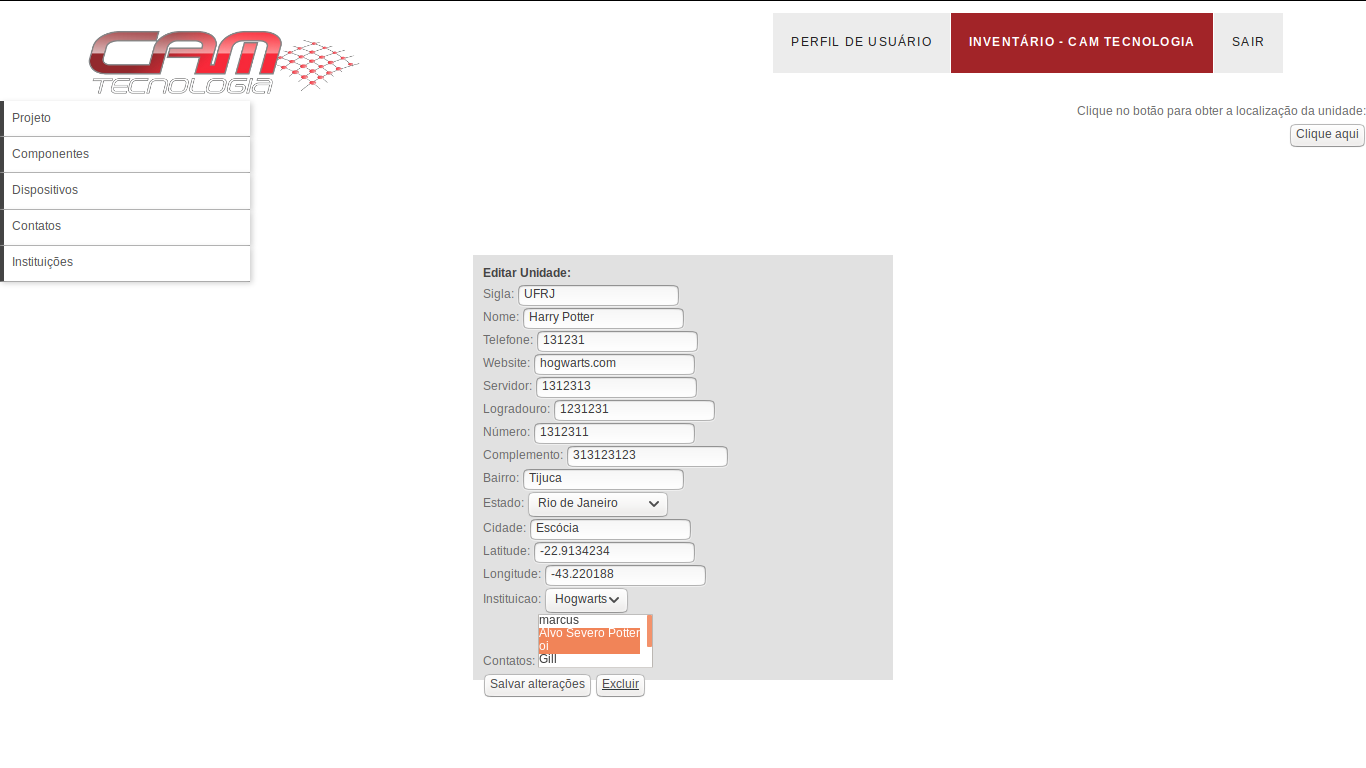 CAM
TECNOLOGIA
PERFIL DE USUÁRIO
INVENTÁRIO - CAM TECNOLOGIA
SAIR
Projeto
Componentes
Dispositivos
Contatos
Instituições
Clique no botão para obter a localização da unidade:
Clique aqui
Editar Unidade:
Sigla: UFRJ
Nome: Harry Potter
Telefone: 131231
Website: hogwarts.com
Servidor: 1312313
Logradouro: 1231231
Número: 1312311
Complemento: 313123123
Bairro: Tijuca
Estado: Rio de Janeiro
Cidade: Escócia
Latitude: -22.9134234
Longitude: -43.220188
Instituicao: Hogwarts
marcus
Alvo Severo Potter
oi
Gill
Contatos:
Salvar alterações Excluir